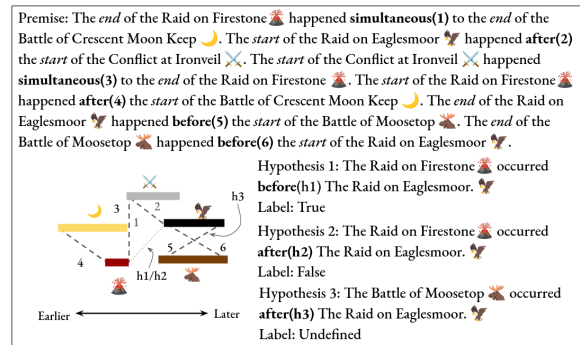 Premise: The end of the Raid on Firestone🌋 happened simultaneous(1) to the end of the
Battle of Crescent Moon Keep 🌙. The start of the Raid on Eaglesmoor 🦅 happened after(2)
the start of the Conflict at Ironveil ⚔️. The start of the Conflict at Ironveil ⚔️ happened
simultaneous(3) to the end of the Raid on Firestone 🌋. The start of the Raid on Firestone🌋
happened after(4) the start of the Battle of Crescent Moon Keep 🌙. The end of the Raid on
Eaglesmoor 🦅 happened before(5) the start of the Battle of Moosetop 🫎. The end of the
Battle of Moosetop 🫎 happened before(6) the start of the Raid on Eaglesmoor 🦅.
Hypothesis 1: The Raid on Firestone🌋 occurred
before(h1) The Raid on Eaglesmoor. 🦅
Label: True
Hypothesis 2: The Raid on Firestone🌋 occurred
after(h2) The Raid on Eaglesmoor. 🦅
Label: False
Hypothesis 3: The Battle of Moosetop 🫎 occurred
after(h3) The Raid on Eaglesmoor. 🦅
Label: Undefined
h3
3
2
1
4
5
6
h1/h2
Earlier
Later